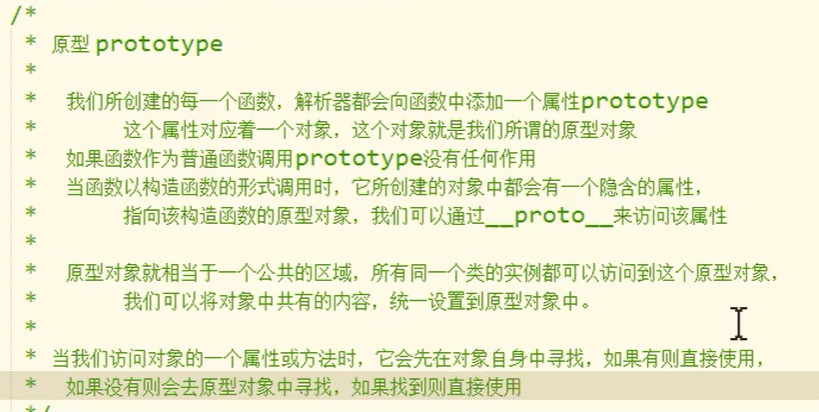 /*
* 原型 prototype
*
* 我们所创建的每一个函数，解析器都会向函数中添加一个属性prototype
* 这个属性对应着一个对象，这个对象就是我们所谓的原型对象
* 如果函数作为普通函数调用prototype没有任何作用
* 当函数以构造函数的形式调用时，它所创建的对象中都会有一个隐含的属性，
* 指向该构造函数的原型对象，我们可以通过__proto__来访问该属性
*
* 原型对象就相当于一个公共的区域，所有同一个类的实例都可以访问到这个原型对象，
* 我们可以将对象中共有的内容，统一设置到原型对象中。
*
* 当我们访问对象的一个属性或方法时，它会先在对象自身中寻找，如果有则直接使用，
* 如果没有则会去原型对象中寻找，如果找到则直接使用
*/